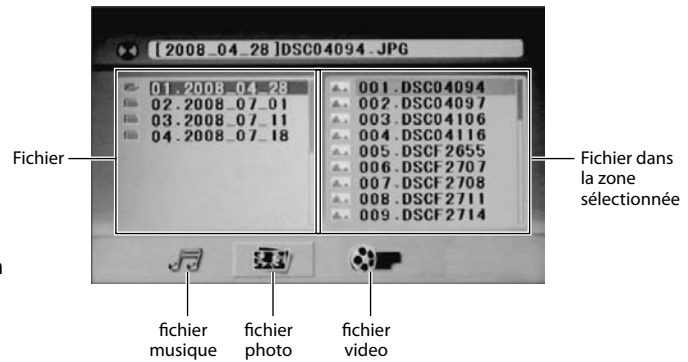 [2008_04_28]DSC04094.JPG
01.2008_04_28
02.2008_07_01
03.2008_07_11
04.2008_07_18
001.DSC04094
002.DSC04097
003.DSC04106
004.DSC04116
005.DSCF2655
006.DSCF2707
007.DSCF2708
008.DSCF2711
009.DSCF2714
Fichier
Fichier dans
la zone
sélectionnée
n
fichier
musique
fichier
photo
fichier
video